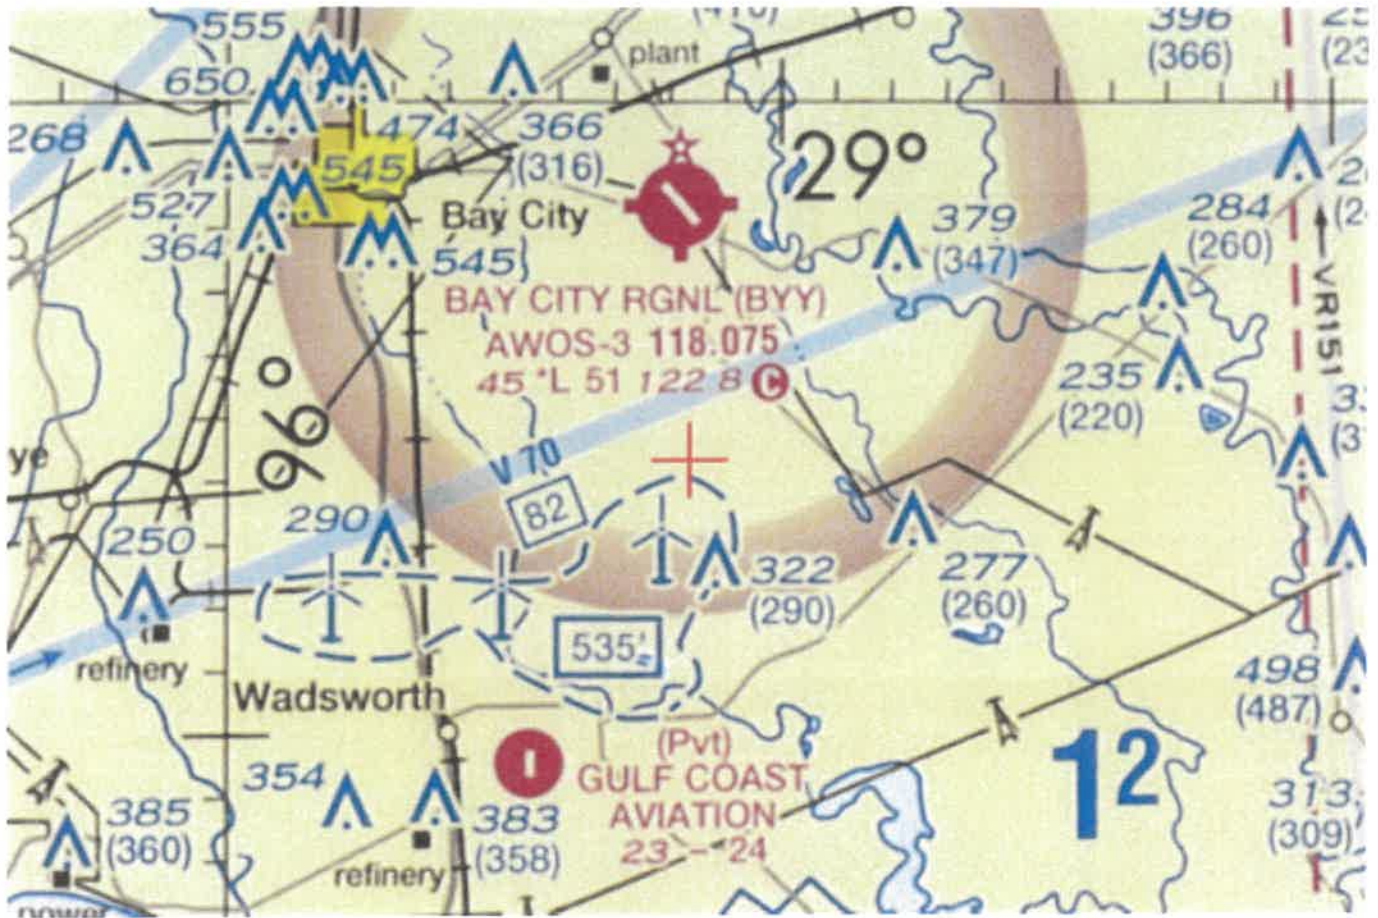 555
396
(366)
plant
650
268
474
366
(316)
545
29°
527
Bay City
379
(347)
284
(260)
364
545
BAY CITY RGNL (BYY)
AWOS-3 118.075
45 *L 51 122 8 C
VR151
96°
235
(220)
V 70
82
290
250
322
(290)
277
(260)
535'
refinery
Wadsworth
498
(487)
(Pvt)
GULF COAST
AVIATION
23 - 24
12
354
383
(358)
385
(360)
313
(309)
refinery
power